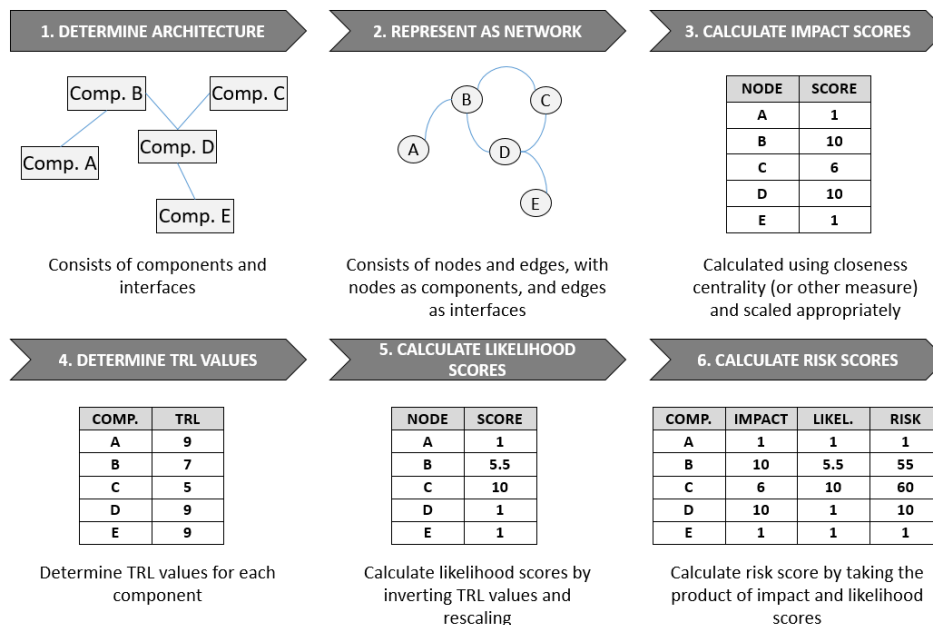 1. DETERMINE ARCHITECTURE
Comp. B
Comp. C
Comp. D
Comp. A
Comp. E
Consists of components and
interfaces
2. REPRESENT AS NETWORK
B
C
A
D
E
Consists of nodes and edges, with
nodes as components, and edges
as interfaces
3. CALCULATE IMPACT SCORES
NODE SCORE
A 1
B 10
C 6
D 10
E 1
Calculated using closeness
centrality (or other measure)
and scaled appropriately
4. DETERMINE TRL VALUES
COMP. TRL
A 9
B 7
C 5
D 9
E 9
Determine TRL values for each
component
5. CALCULATE LIKELIHOOD
SCORES
NODE SCORE
A 1
B 5.5
C 10
D 1
E 1
Calculate likelihood scores by
inverting TRL values and
rescaling
6. CALCULATE RISK SCORES
COMP. IMPACT LIKEL. RISK
A 1 1 1
B 10 5.5 55
C 6 10 60
D 10 1 10
E 1 1 1
Calculate risk score by taking the
product of impact and likelihood
scores